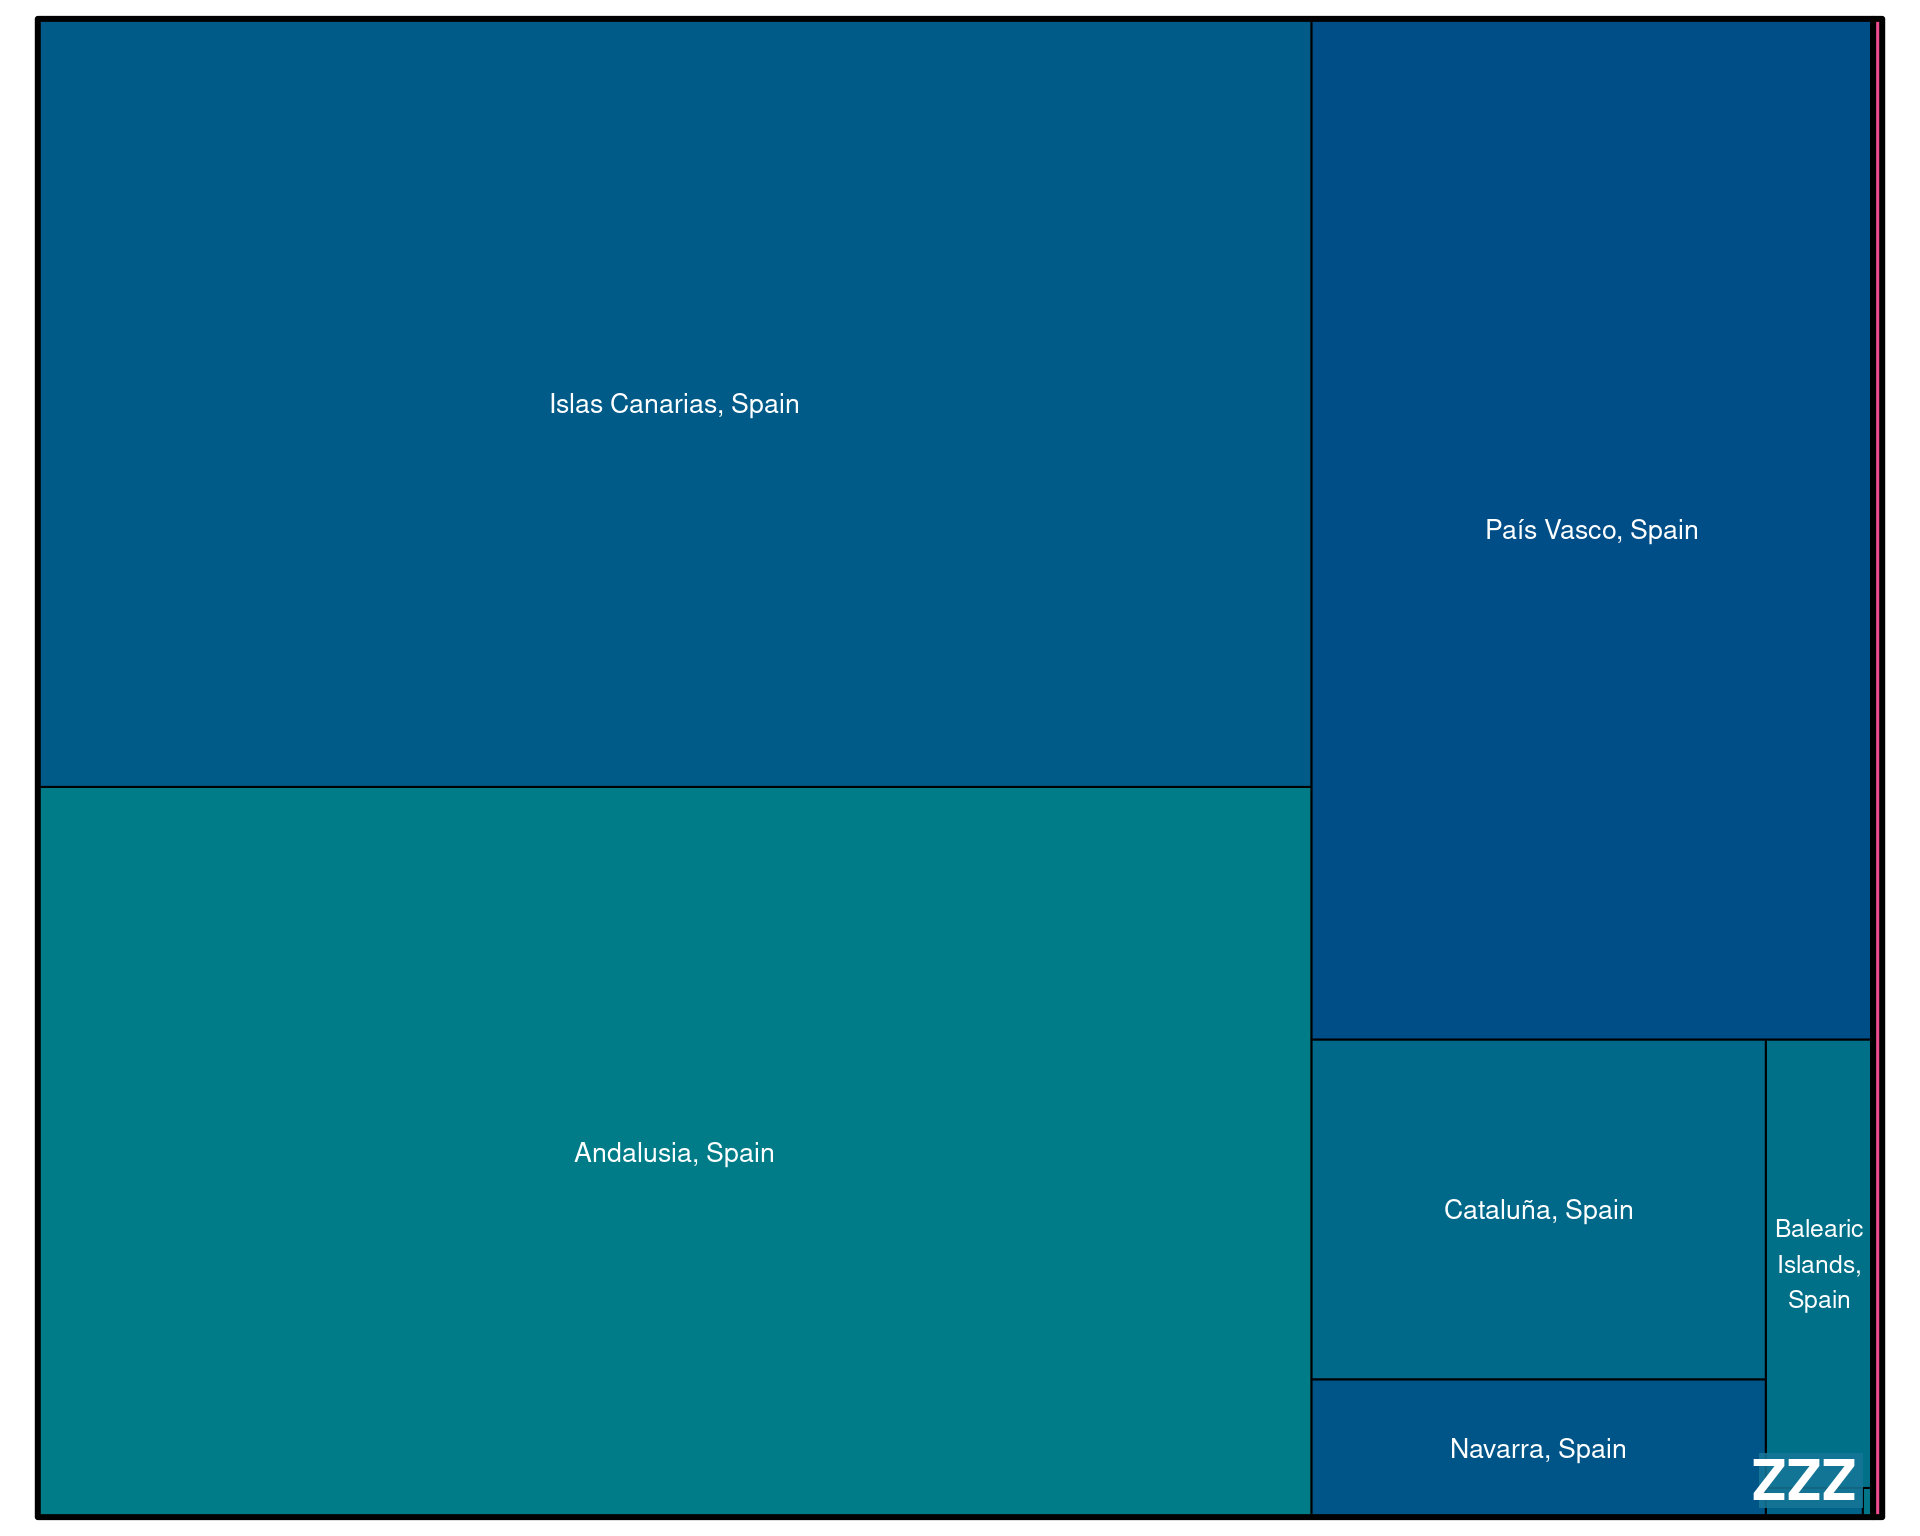 Islas Canarias, Spain
País Vasco, Spain
Andalusia, Spain
Cataluña, Spain
Balearic
Islands,
Spain
Navarra, Spain
ZZZ